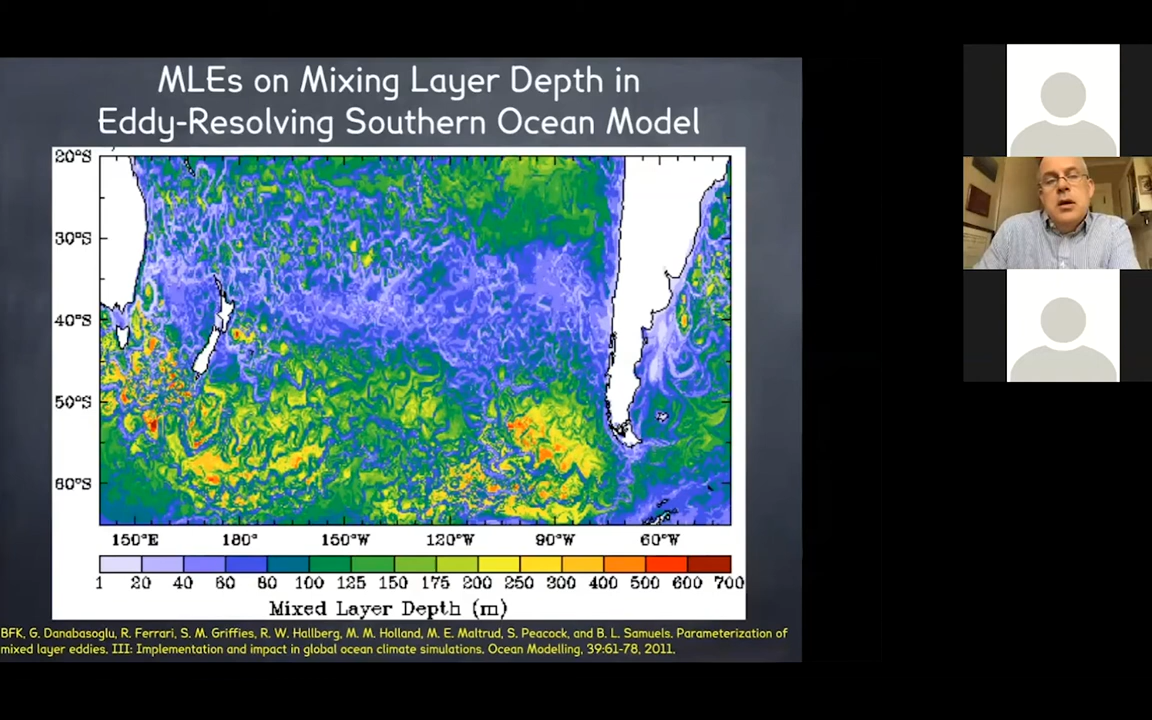 MLEs on Mixing Layer Depth in
Eddy-Resolving Southern Ocean Model
20°S
30°S
40°S
50°S
60°S
150°E 180° 150°W 120°W 90°W 60°W
1 20 40 60 80 100 125 150 175 200 250 300 400 500 600 700
Mixed Layer Depth (m)
BFK, G. Danabasoglu, R. Ferrari, S. M. Griffies, R. W. Hallberg, M. M. Holland, M. E. Maltrud, S. Peacock, and B. L. Samuels. Parameterization of
mixed layer eddies. III: Implementation and impact in global ocean climate simulations. Ocean Modelling, 39:61-78, 2011.